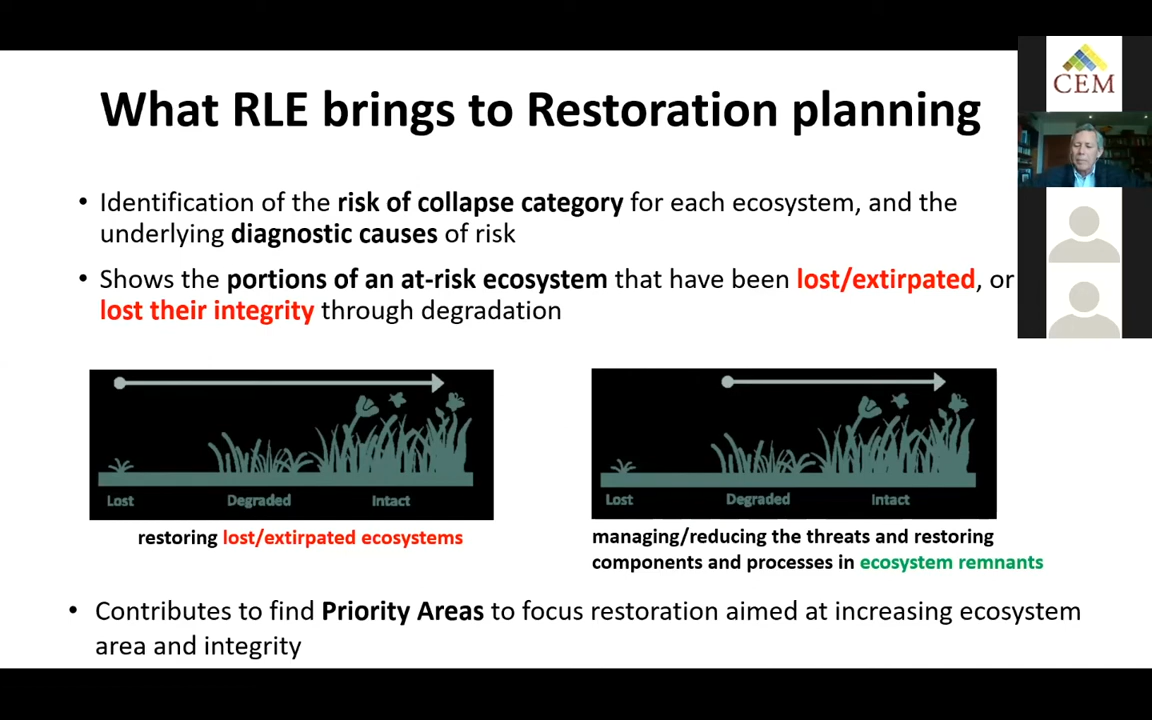 What RLE brings to Restoration planning
CEM
• Identification of the risk of collapse category for each ecosystem, and the
underlying diagnostic causes of risk
• Shows the portions of an at-risk ecosystem that have been lost/extirpated, or
lost their integrity through degradation
Lost Degraded Intact
restoring lost/extirpated ecosystems
Lost Degraded Intact
managing/reducing the threats and restoring
components and processes in ecosystem remnants
• Contributes to find Priority Areas to focus restoration aimed at increasing ecosystem
area and integrity